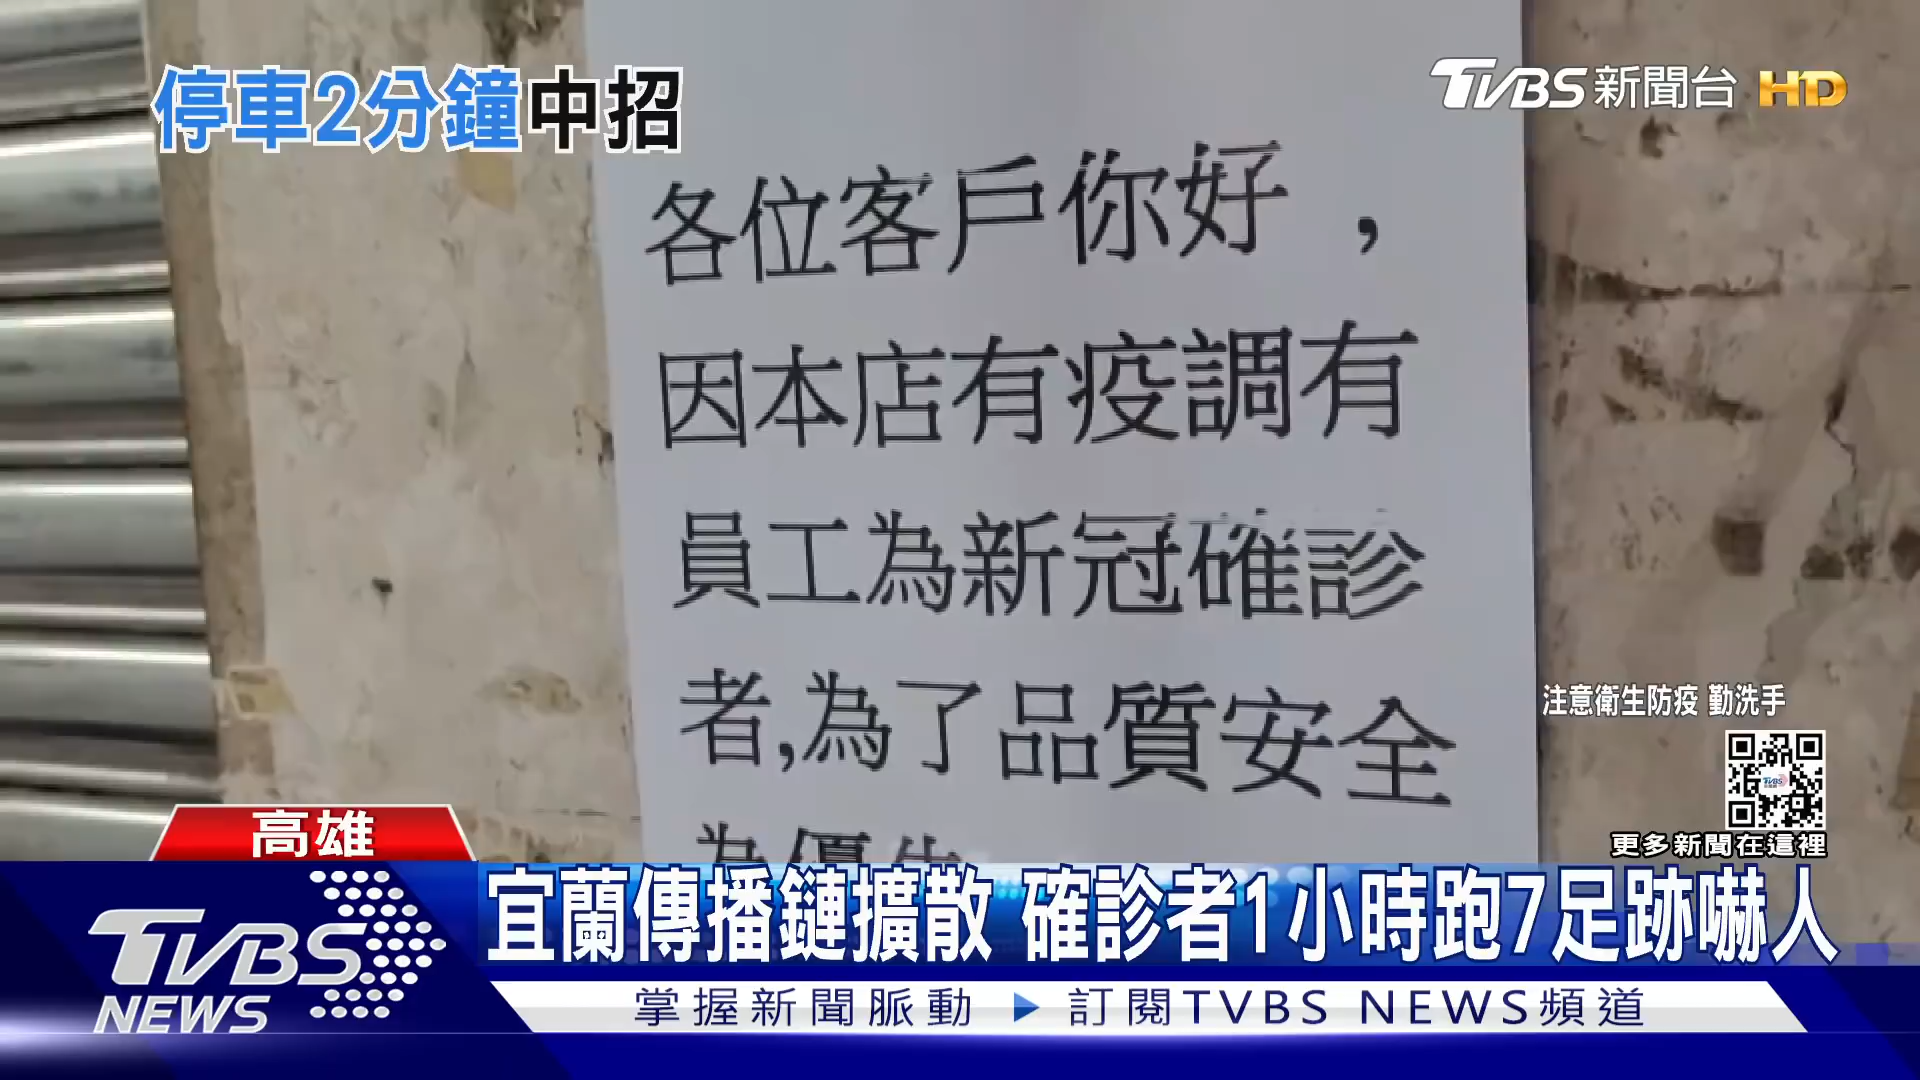 停車2分鐘中招
TVBS新聞台 HD
各位客戶你好，
因本店有疫調有
員工為新冠確診
者,為了品質安全
注意衛生防疫 勤洗手
更多新聞在這裡
高雄
宜蘭傳播鏈擴散 確診者1小時跑7足跡嚇人
TVBS NEWS
掌握新聞脈動 ▶ 訂閱TVBS NEWS頻道